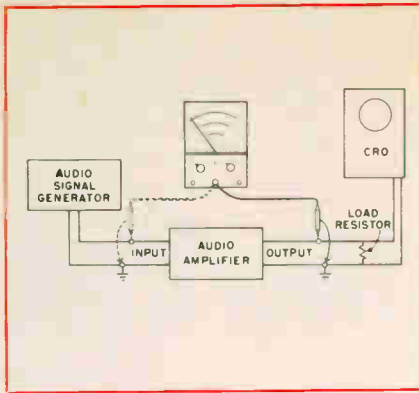 CRO
AUDIO
SIGNAL
GENERATOR
LOAD
RESISTOR
INPUT
AUDIO
AMPLIFIER
OUTPUT